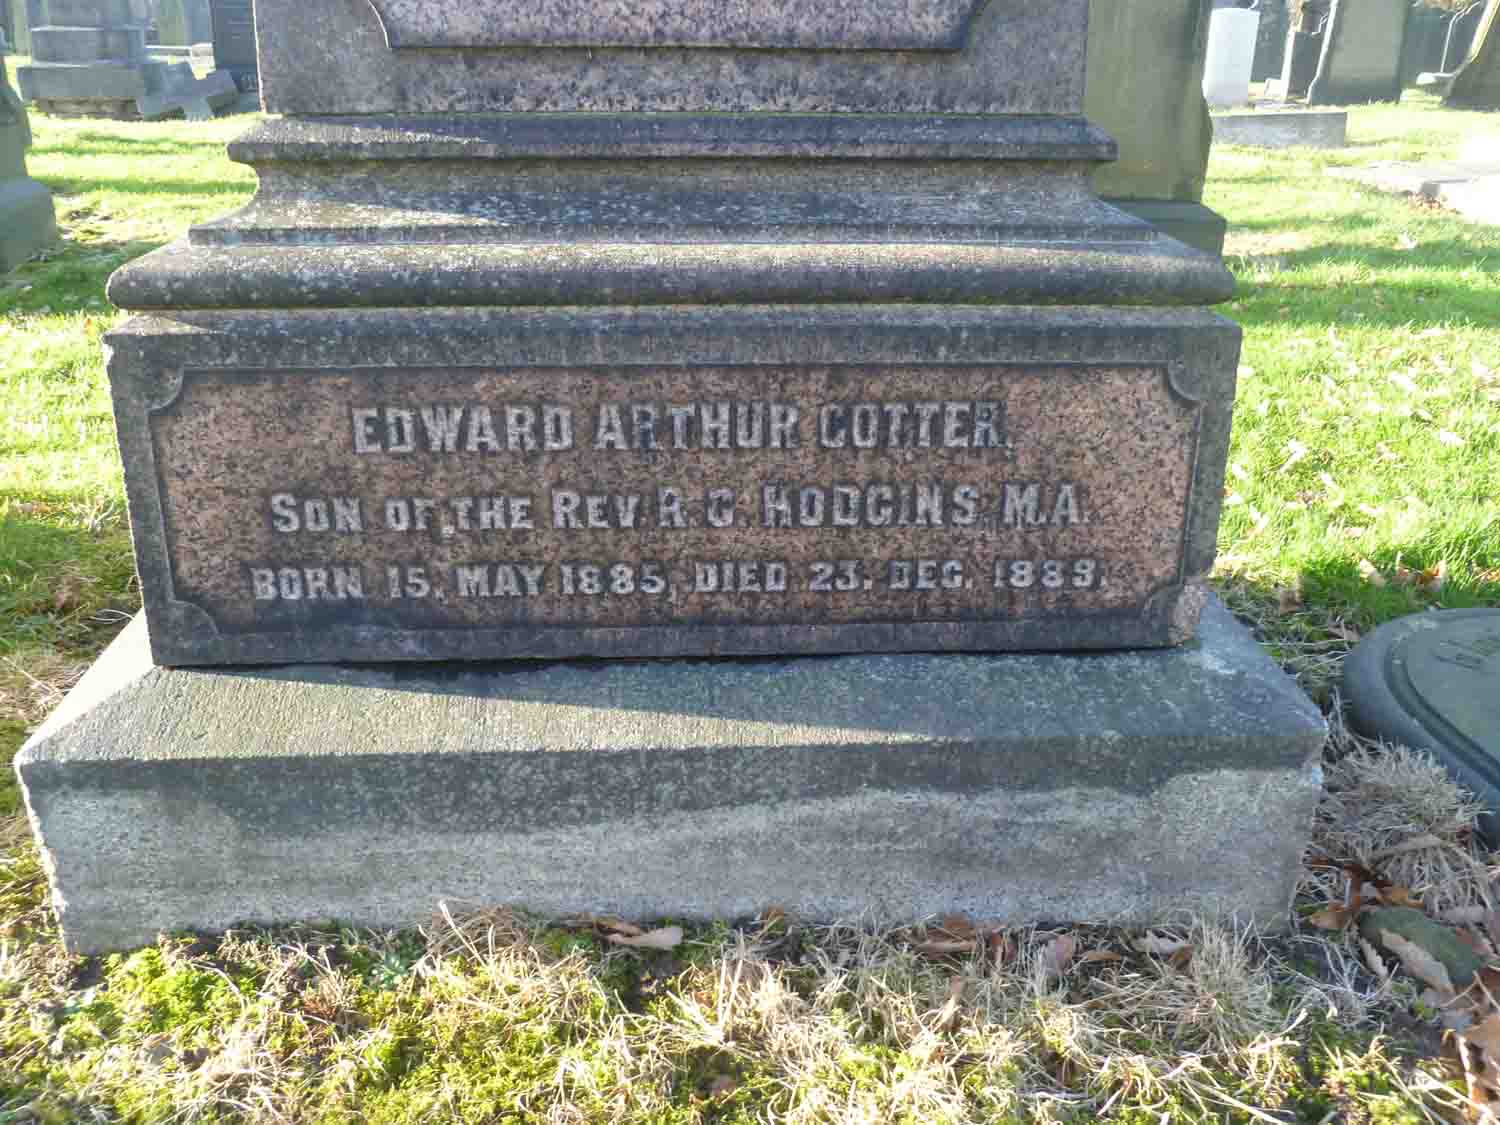 EDWARD ARTHUR COTTER.
SON OF THE REV. R. G. HODGINS, M.A.
BORN 15. MAY 1885, DIED 23. DEC. 1889.